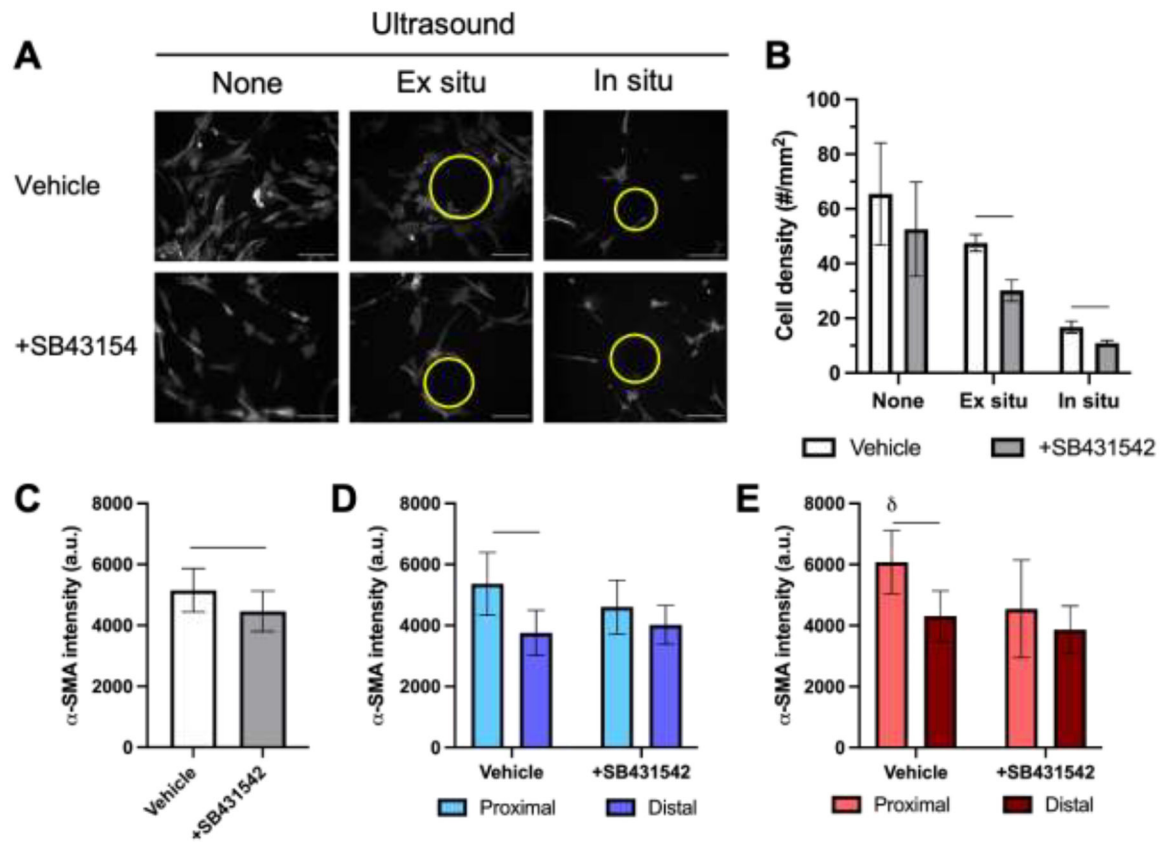 Ultrasound
A
None
Ex situ
In situ
Vehicle
+SB43154
B
Cell density (#/mm²)
100
80
60
40
20
0
None
Ex situ
In situ
Vehicle
+SB431542
C
α-SMA intensity (a.u.)
8000
6000
4000
2000
0
Vehicle
+SB431542
D
α-SMA intensity (a.u.)
8000
6000
4000
2000
0
Vehicle
+SB431542
Proximal
Distal
E
α-SMA intensity (a.u.)
8000
6000
4000
2000
0
δ
Vehicle
+SB431542
Proximal
Distal